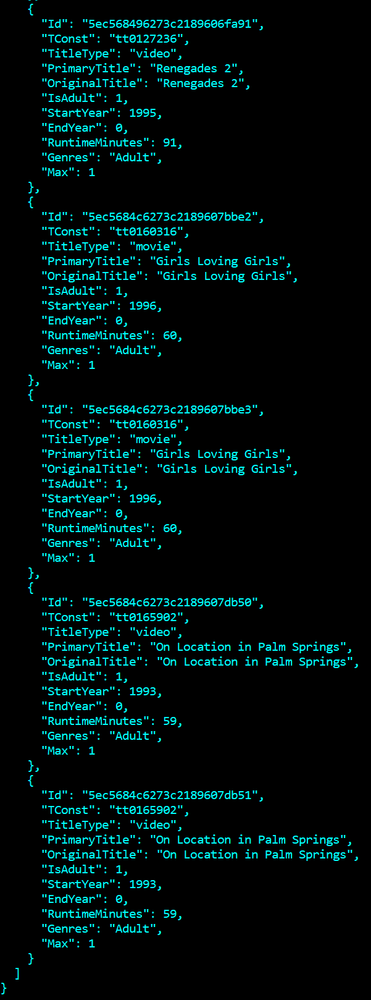 {
"Id": "5ec568496273c2189606fa91",
"TConst": "tt0127236",
"TitleType": "video",
"PrimaryTitle": "Renegades 2",
"OriginalTitle": "Renegades 2",
"IsAdult": 1,
"StartYear": 1995,
"EndYear": 0,
"RuntimeMinutes": 91,
"Genres": "Adult",
"Max": 1
},
{
"Id": "5ec5684c6273c2189607bbe2",
"TConst": "tt0160316",
"TitleType": "movie",
"PrimaryTitle": "Girls Loving Girls",
"OriginalTitle": "Girls Loving Girls",
"IsAdult": 1,
"StartYear": 1996,
"EndYear": 0,
"RuntimeMinutes": 60,
"Genres": "Adult",
"Max": 1
},
{
"Id": "5ec5684c6273c2189607bbe3",
"TConst": "tt0160316",
"TitleType": "movie",
"PrimaryTitle": "Girls Loving Girls",
"OriginalTitle": "Girls Loving Girls",
"IsAdult": 1,
"StartYear": 1996,
"EndYear": 0,
"RuntimeMinutes": 60,
"Genres": "Adult",
"Max": 1
},
{
"Id": "5ec5684c6273c2189607db50",
"TConst": "tt0165902",
"TitleType": "video",
"PrimaryTitle": "On Location in Palm Springs",
"OriginalTitle": "On Location in Palm Springs",
"IsAdult": 1,
"StartYear": 1993,
"EndYear": 0,
"RuntimeMinutes": 59,
"Genres": "Adult",
"Max": 1
},
{
"Id": "5ec5684c6273c2189607db51",
"TConst": "tt0165902",
"TitleType": "video",
"PrimaryTitle": "On Location in Palm Springs",
"OriginalTitle": "On Location in Palm Springs",
"IsAdult": 1,
"StartYear": 1993,
"EndYear": 0,
"RuntimeMinutes": 59,
"Genres": "Adult",
"Max": 1
}
]
}